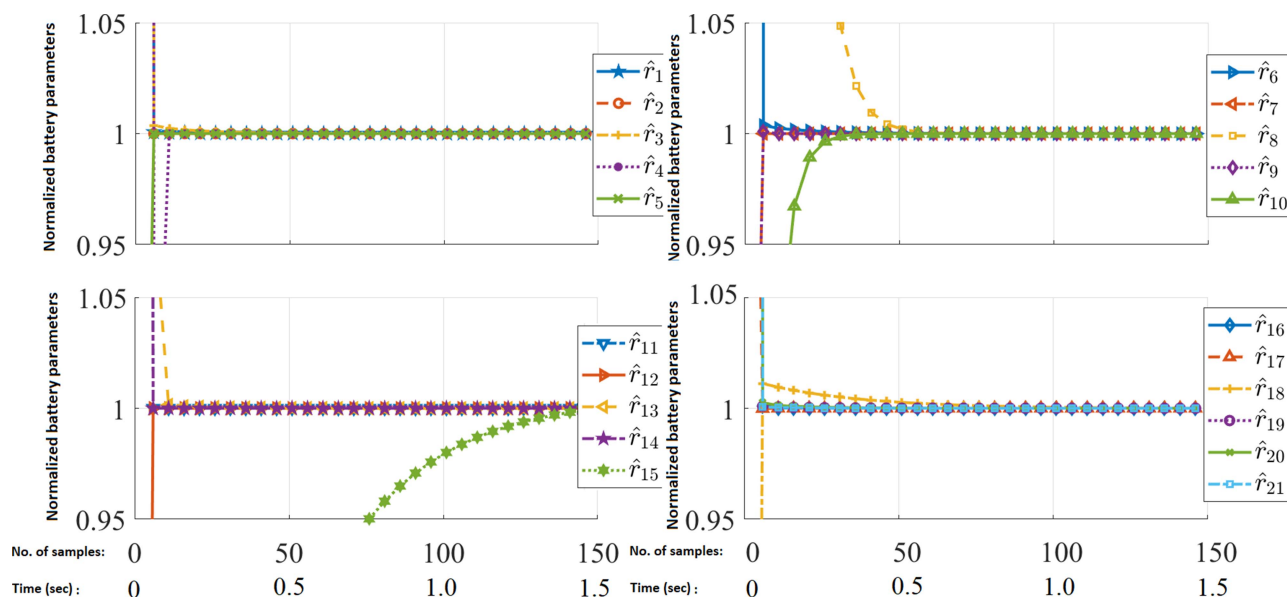 Normalized battery parameters
1.05
1
0.95
r̂1
r̂2
r̂3
r̂4
r̂5
Normalized battery parameters
1.05
1
0.95
r̂6
r̂7
r̂8
r̂9
r̂10
Normalized battery parameters
1.05
1
0.95
r̂11
r̂12
r̂13
r̂14
r̂15
Normalized battery parameters
1.05
1
0.95
r̂16
r̂17
r̂18
r̂19
r̂20
r̂21
No. of samples: 0 50 100 150
Time (sec) : 0 0.5 1.0 1.5
No. of samples: 0 50 100 150
Time (sec) : 0 0.5 1.0 1.5